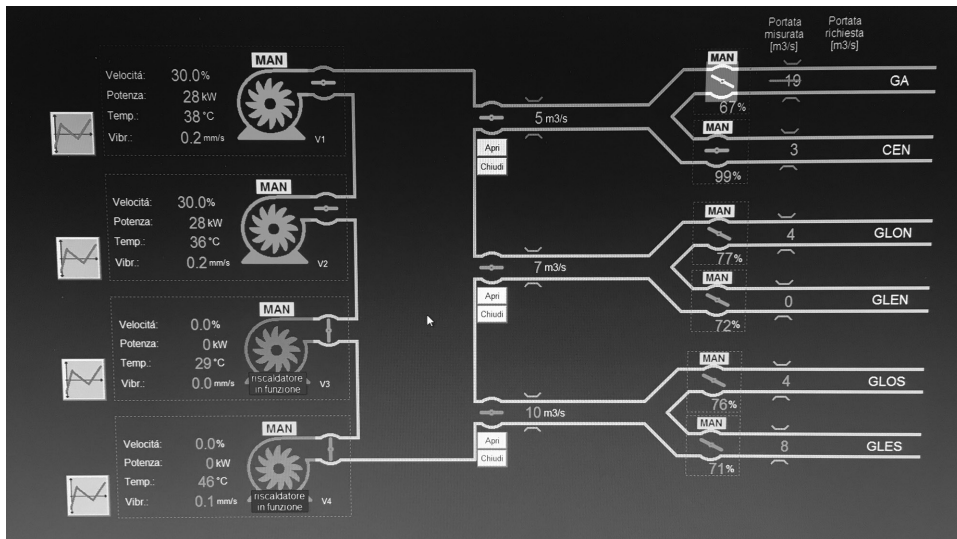 Portata misurata [m3/s]
Portata richiesta [m3/s]
MAN
Velocitá: 30.0%
Potenza: 28 kW
Temp.: 38 °C
Vibr.: 0.2 mm/s
V1
MAN
Velocitá: 30.0%
Potenza: 28 kW
Temp.: 36 °C
Vibr.: 0.2 mm/s
V2
MAN
Velocitá: 0.0%
Potenza: 0 kW
Temp.: 29 °C
Vibr.: 0.0 mm/s
riscaldatore
in funzione
V3
MAN
Velocitá: 0.0%
Potenza: 0 kW
Temp.: 46 °C
Vibr.: 0.1 mm/s
riscaldatore
in funzione
V4
5 m3/s
Apri
Chiudi
7 m3/s
Apri
Chiudi
10 m3/s
Apri
Chiudi
MAN
19 GA
67%
MAN
3 CEN
99%
MAN
4 GLON
77%
MAN
0 GLEN
72%
MAN
4 GLOS
76%
MAN
8 GLES
71%